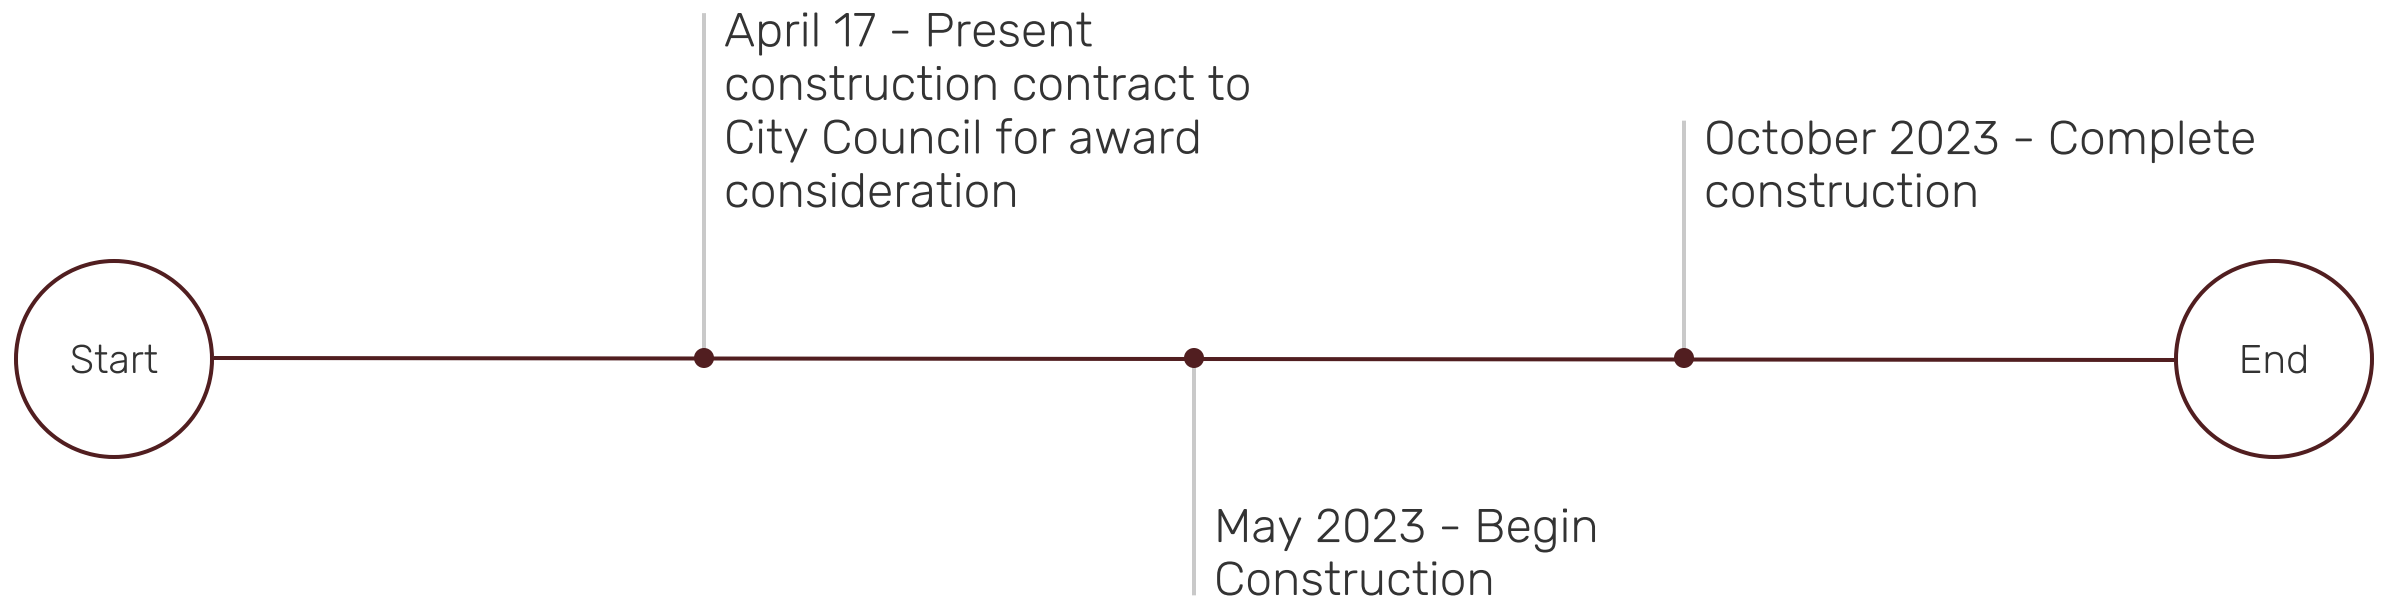 Start
April 17 - Present
construction contract to
City Council for award
consideration
May 2023 - Begin
Construction
October 2023 - Complete
construction
End